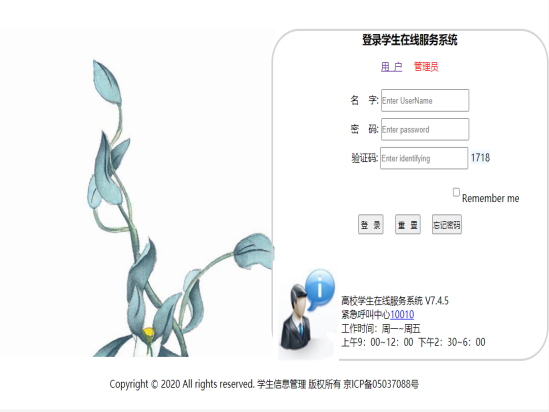 登录学生在线服务系统
用 户 管理员
名 字: Enter UserName
密 码: Enter password
验证码: Enter identifying 1718
Remember me
登 录 重 置 忘记密码
高校学生在线服务系统 V7.4.5
紧急呼叫中心10010
工作时间：周一~周五
上午9：00~12：00 下午2：30~6：00
Copyright © 2020 All rights reserved. 学生信息管理 版权所有 京ICP备05037088号